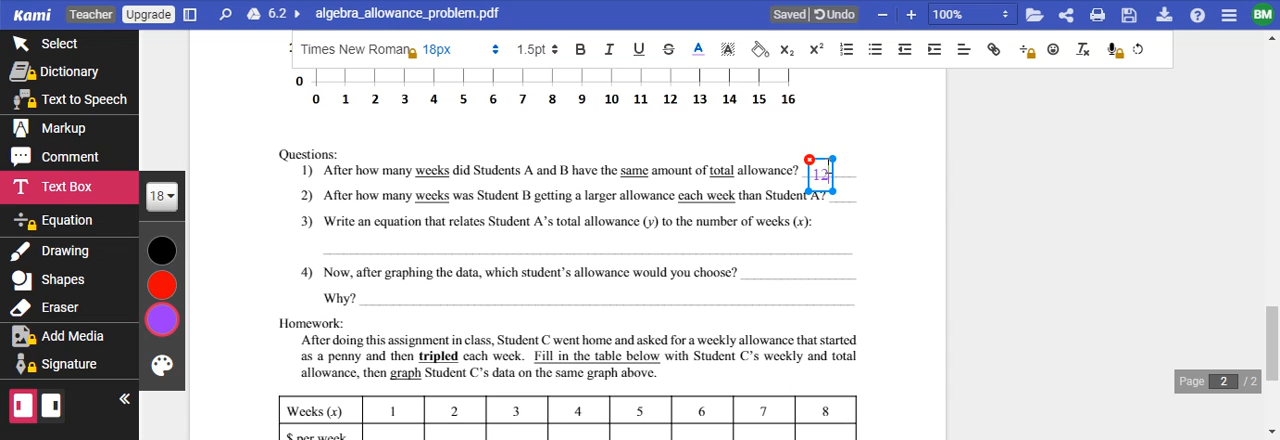 Kami Teacher Upgrade 6.2 algebra_allowance_problem.pdf Saved Undo 100% BM
Select
Dictionary
Text to Speech
Markup
Comment
Text Box
Equation
Drawing
Shapes
Eraser
Add Media
Signature
18
Times New Roman 18px 1.5pt B I U S A A X₂ X²
0
0 1 2 3 4 5 6 7 8 9 10 11 12 13 14 15 16
Questions:
1) After how many weeks did Students A and B have the same amount of total allowance? 12
2) After how many weeks was Student B getting a larger allowance each week than Student A? ____
3) Write an equation that relates Student A's total allowance (y) to the number of weeks (x):
4) Now, after graphing the data, which student's allowance would you choose? ____
Why? ____
Homework:
After doing this assignment in class, Student C went home and asked for a weekly allowance that started
as a penny and then tripled each week. Fill in the table below with Student C's weekly and total
allowance, then graph Student C's data on the same graph above.
Weeks (x) 1 2 3 4 5 6 7 8
$ per week
Page 2 / 2